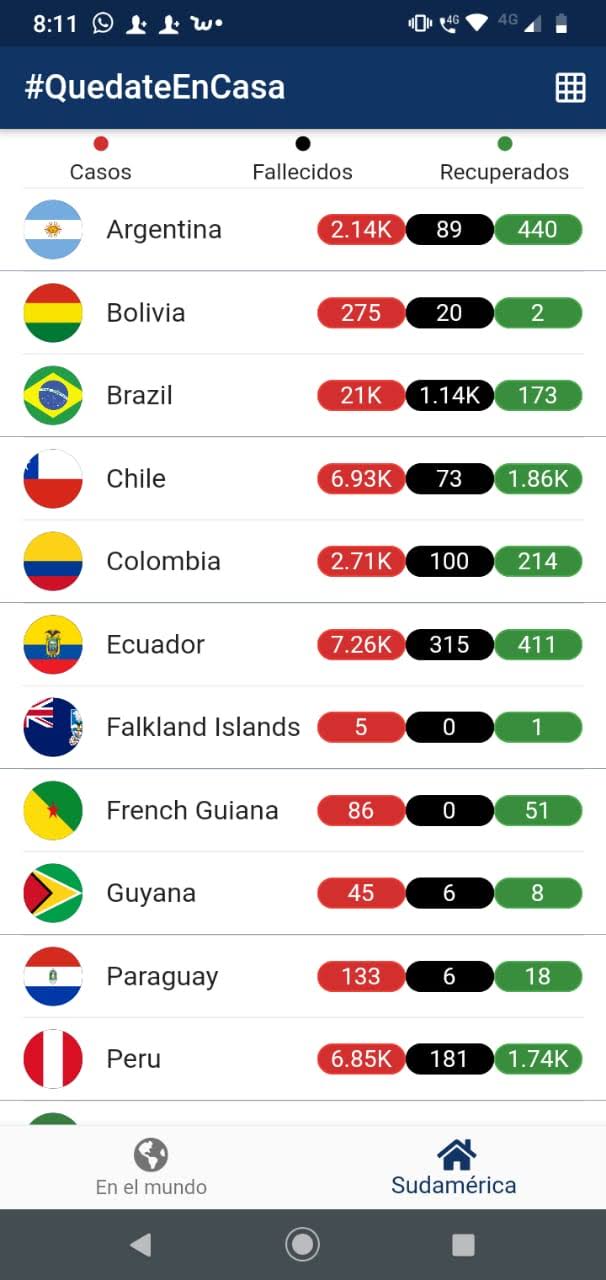 8:11 4G 4G
#QuedateEnCasa
Casos Fallecidos Recuperados
Argentina 2.14K 89 440
Bolivia 275 20 2
Brazil 21K 1.14K 173
Chile 6.93K 73 1.86K
Colombia 2.71K 100 214
Ecuador 7.26K 315 411
Falkland Islands 5 0 1
French Guiana 86 0 51
Guyana 45 6 8
Paraguay 133 6 18
Peru 6.85K 181 1.74K
En el mundo Sudamérica